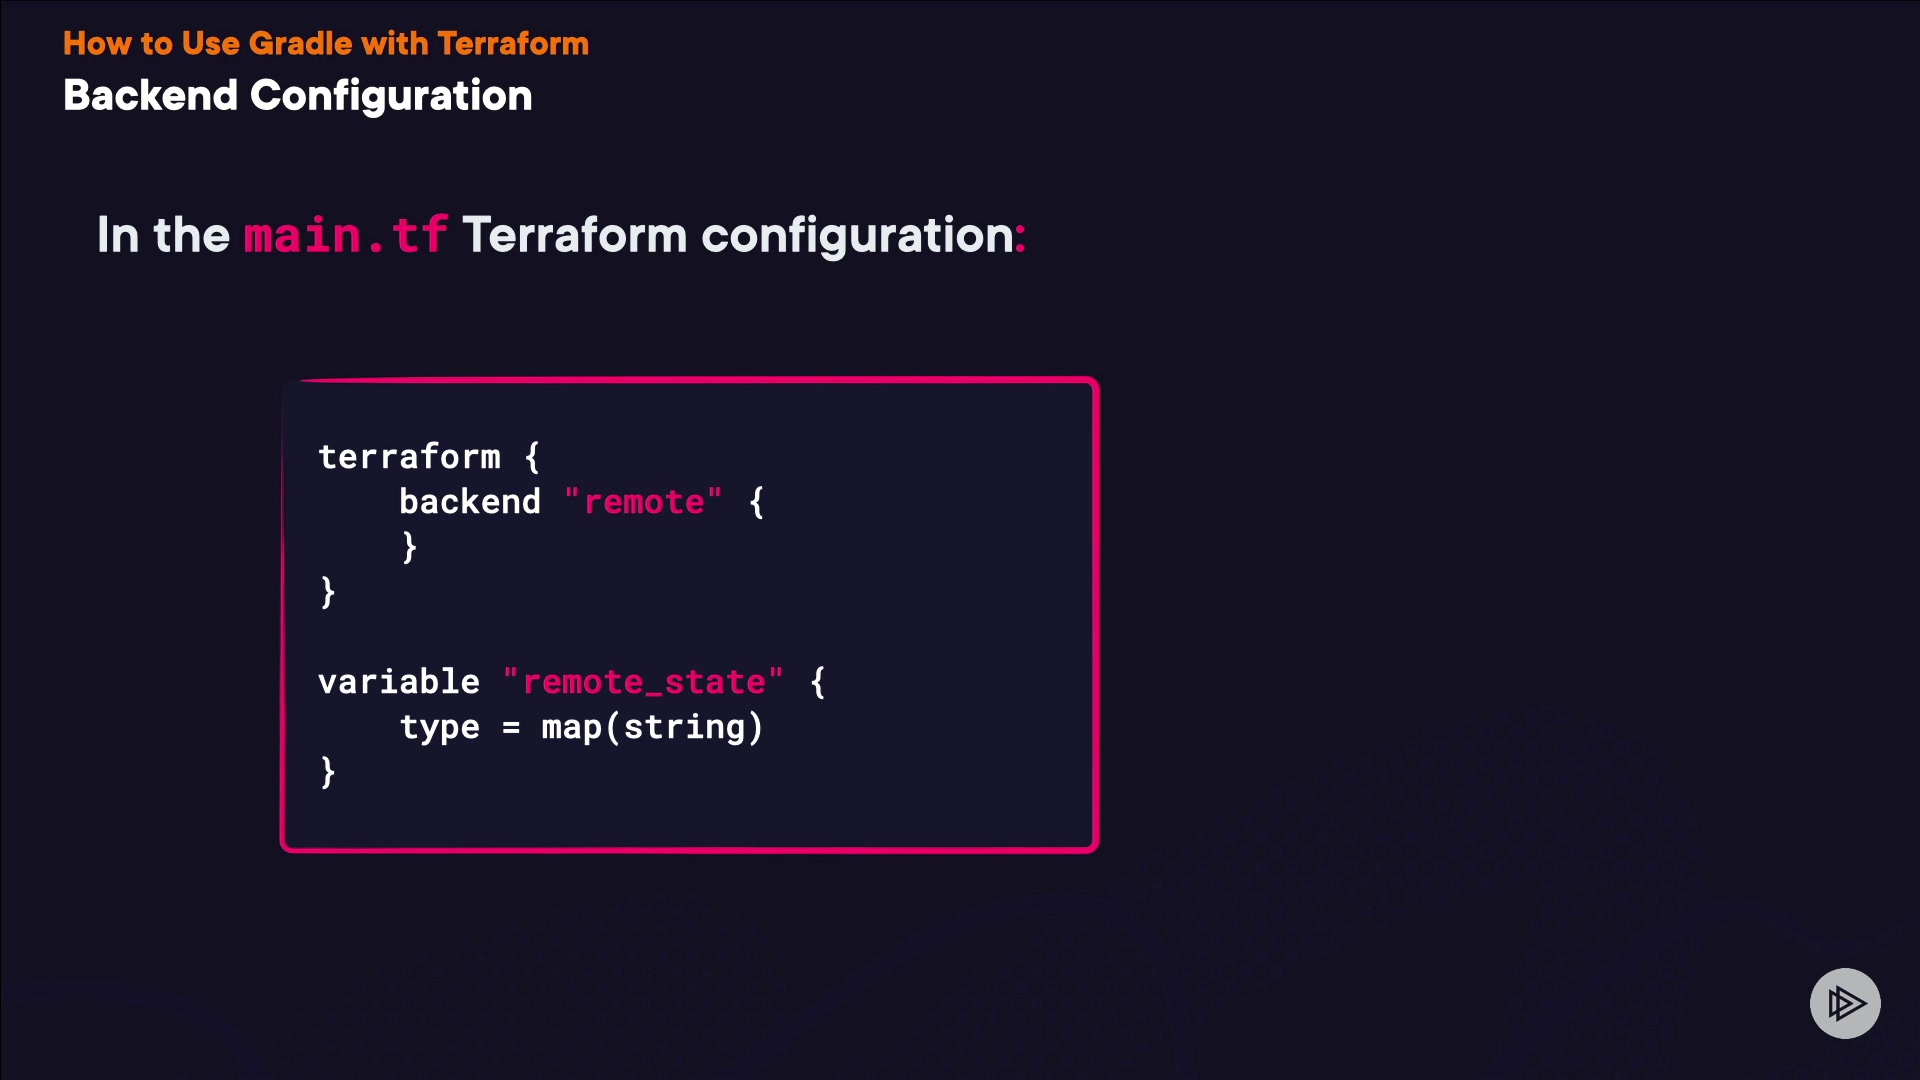 How to Use Gradle with Terraform
Backend Configuration
In the main.tf Terraform configuration:
terraform {
    backend "remote" {
    }
}
variable "remote_state" {
    type = map(string)
}